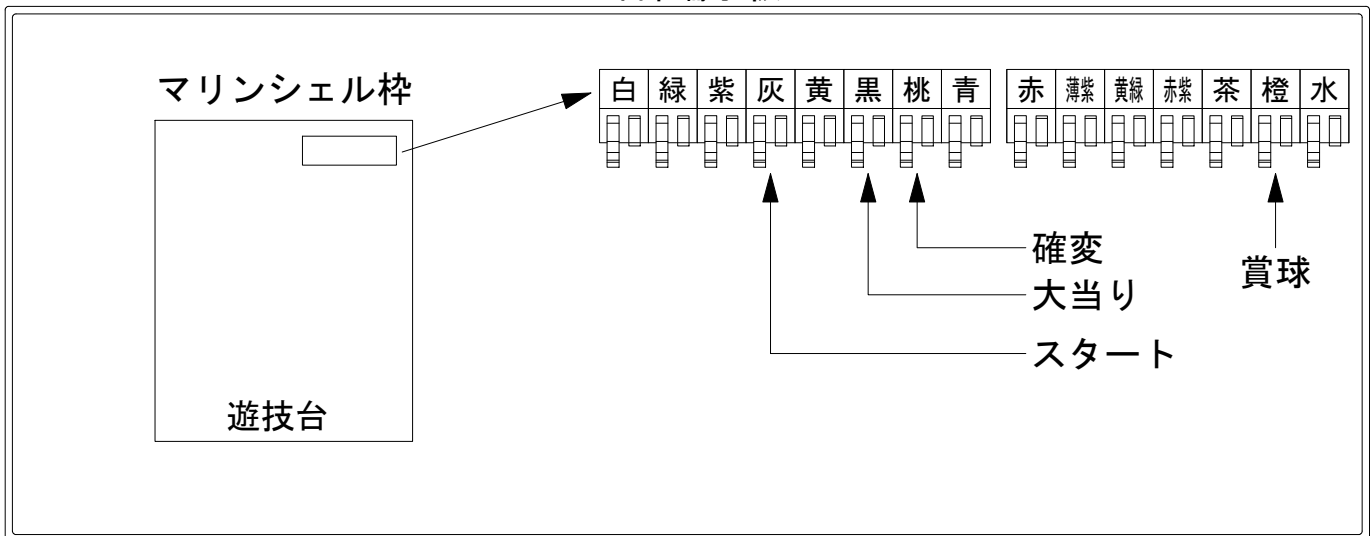 マリンシェル枠
遊技台
白 緑 紫 灰 黄 黒 桃 青 赤 薄紫 黄緑 赤紫 茶 橙 水
確変
大当り
スタート
賞球